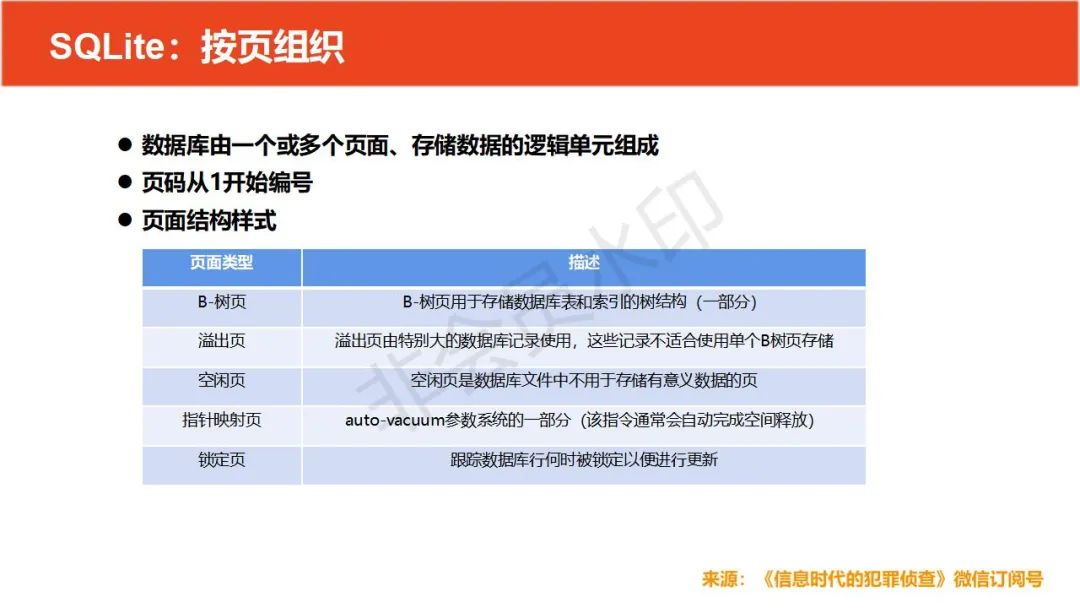 SQLite：按页组织
● 数据库由一个或多个页面、存储数据的逻辑单元组成
● 页码从1开始编号
● 页面结构样式
页面类型 描述
B-树页 B-树页用于存储数据库表和索引的树结构（一部分）
溢出页 溢出页由特别大的数据库记录使用，这些记录不适合使用单个B树页存储
空闲页 空闲页是数据库文件中不用于存储有意义数据的页
指针映射页 auto-vacuum参数系统的一部分（该指令通常会自动完成空间释放）
锁定页 跟踪数据库行何时被锁定以便进行更新
非会员水印
来源：《信息时代的犯罪侦查》微信订阅号